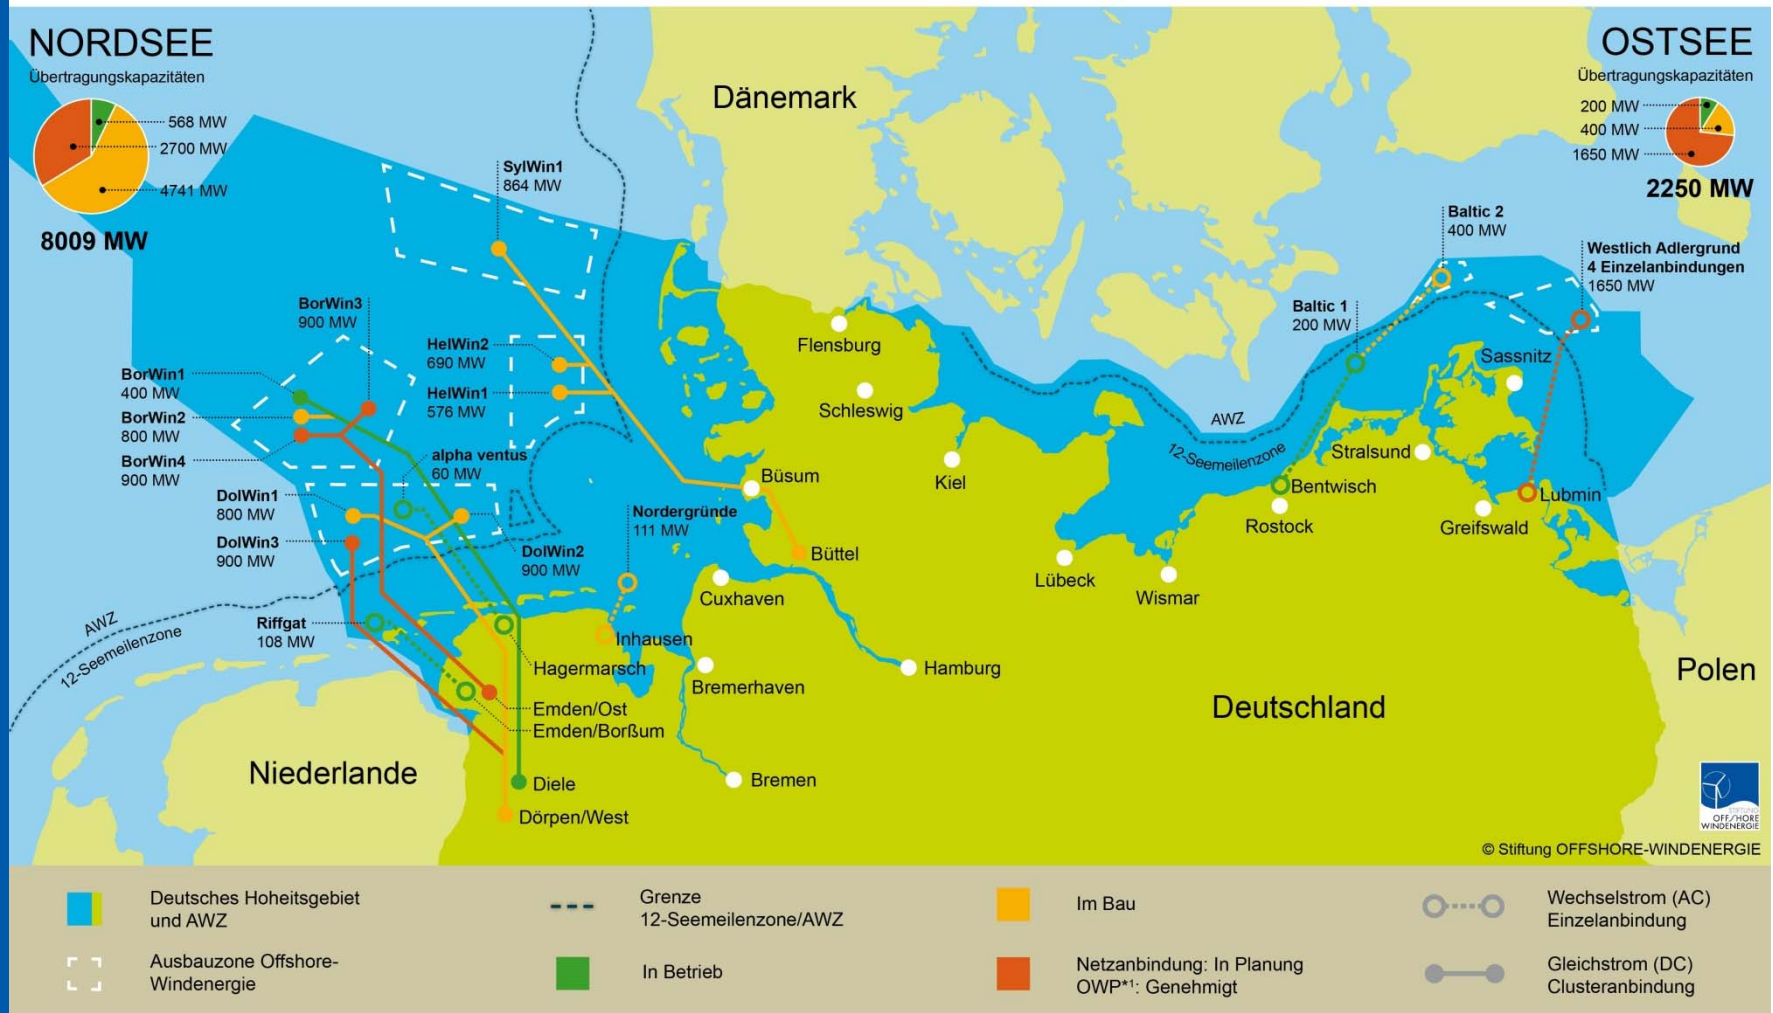 NORDSEE
Übertragungskapazitäten
568 MW
2700 MW
4741 MW
8009 MW
OSTSEE
Übertragungskapazitäten
200 MW
400 MW
1650 MW
2250 MW
Dänemark
SylWin1
864 MW
BorWin3
900 MW
HelWin2
690 MW
HelWin1
576 MW
BorWin1
400 MW
BorWin2
800 MW
BorWin4
900 MW
alpha ventus
60 MW
DolWin1
800 MW
DolWin3
900 MW
DolWin2
900 MW
Nordergründe
111 MW
Riffgat
108 MW
AWZ
12-Seemeilenzone
Baltic 2
400 MW
Westlich Adlergrund
4 Einzelanbindungen
1650 MW
Baltic 1
200 MW
AWZ
12-Seemeilenzone
Flensburg
Schleswig
Kiel
Büsum
Büttel
Cuxhaven
Inhausen
Hagermarsch
Bremerhaven
Hamburg
Emden/Ost
Emden/Borßum
Diele
Dörpen/West
Bremen
Lübeck
Wismar
Rostock
Bentwisch
Stralsund
Sassnitz
Greifswald
Lubmin
Niederlande
Deutschland
Polen
STIFTUNG
OFF/HORE
WINDENERGIE
© Stiftung OFFSHORE-WINDENERGIE
Deutsches Hoheitsgebiet
und AWZ
Ausbauzone Offshore-
Windenergie
Grenze
12-Seemeilenzone/AWZ
In Betrieb
Im Bau
Netzanbindung: In Planung
OWP*¹: Genehmigt
Wechselstrom (AC)
Einzelanbindung
Gleichstrom (DC)
Clusteranbindung